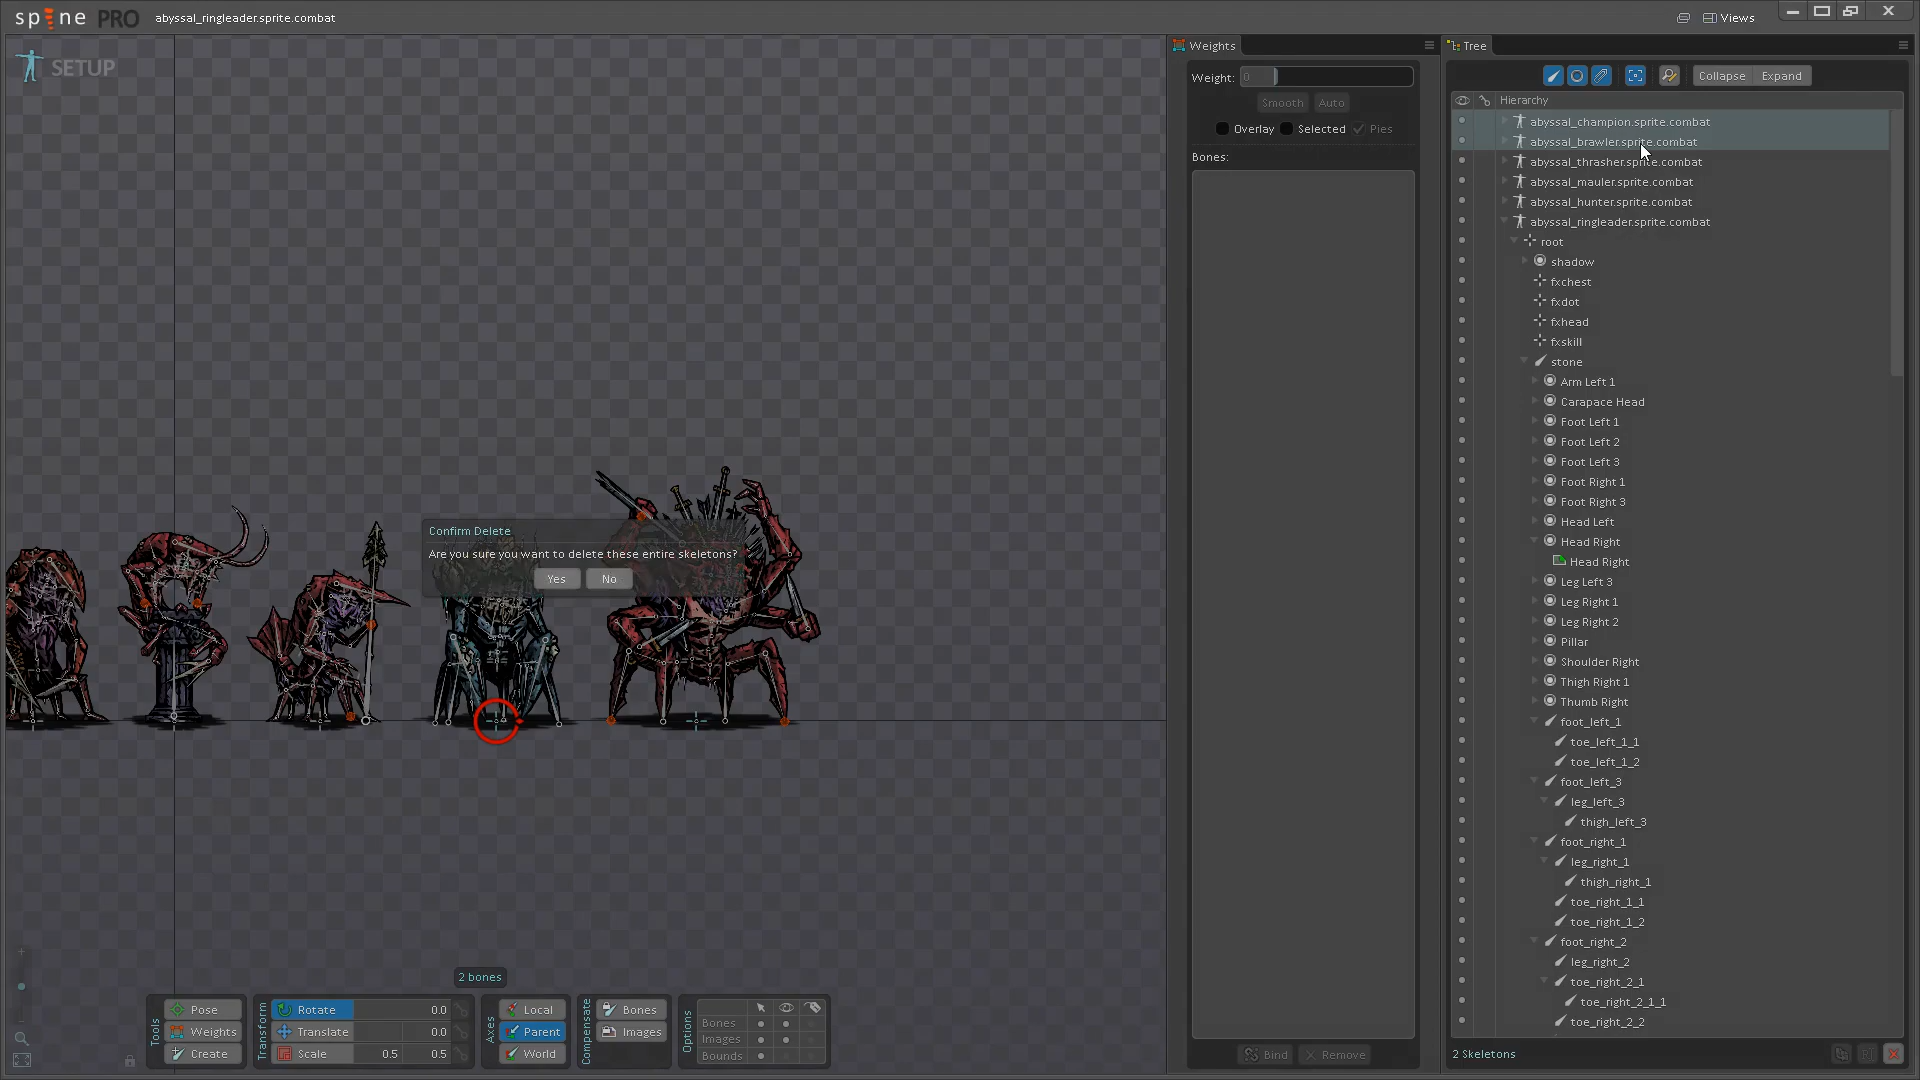 spine PRO
abyssal_ringleader.sprite.combat
Views
SETUP
Weights
Weight: 0
Smooth Auto
Overlay Selected Pies
Bones:
Bind Remove
Tree
Collapse Expand
Hierarchy
abyssal_champion.sprite.combat
abyssal_brawler.sprite.combat
abyssal_thrasher.sprite.combat
abyssal_mauler.sprite.combat
abyssal_hunter.sprite.combat
abyssal_ringleader.sprite.combat
root
shadow
fxchest
fxdot
fxhead
fxskill
stone
Arm Left 1
Carapace Head
Foot Left 1
Foot Left 2
Foot Left 3
Foot Right 1
Foot Right 3
Head Left
Head Right
Head Right
Leg Left 3
Leg Right 1
Leg Right 2
Pillar
Shoulder Right
Thigh Right 1
Thumb Right
foot_left_1
toe_left_1_1
toe_left_1_2
foot_left_3
leg_left_3
thigh_left_3
foot_right_1
leg_right_1
thigh_right_1
toe_right_1_1
toe_right_1_2
foot_right_2
leg_right_2
toe_right_2_1
toe_right_2_1_1
toe_right_2_2
2 Skeletons
Confirm Delete
Are you sure you want to delete these entire skeletons?
Yes No
2 bones
Tools
Pose
Weights
Create
Transform
Rotate 0.0
Translate 0.0
Scale 0.5 0.5
Axes
Local
Parent
World
Compensate
Bones
Images
Options
Bones
Images
Bounds